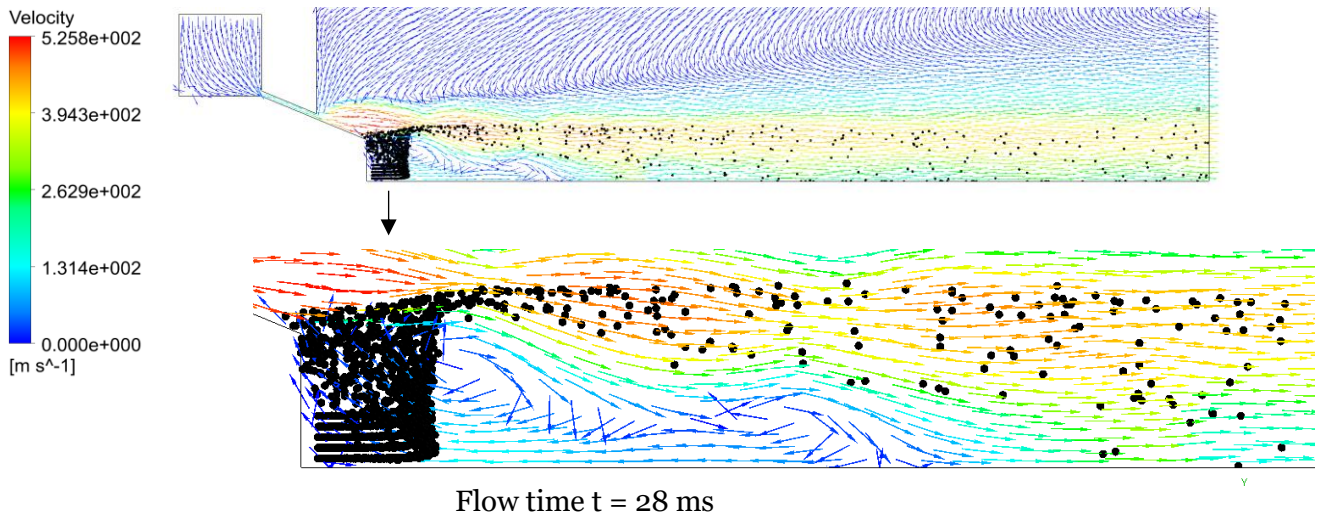 Velocity
5.258e+002
3.943e+002
2.629e+002
1.314e+002
0.000e+000
[m s^-1]
Y
Flow time t = 28 ms